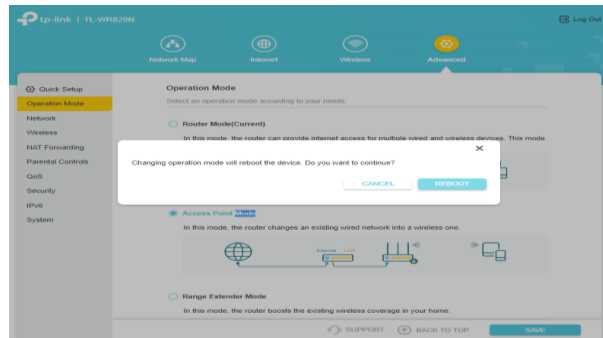 tp-link | TL-WR820N
Log Out
Network Map
Internet
Wireless
Advanced
Quick Setup
Operation Mode
Network
Wireless
NAT Forwarding
Parental Controls
QoS
Security
IPv6
System
Operation Mode
Select an operation mode according to your needs.
Router Mode(Current)
In this mode, the router can provide internet access for multiple wired and wireless devices. This mode
Changing operation mode will reboot the device. Do you want to continue?
CANCEL
REBOOT
Access Point Mode
In this mode, the router changes an existing wired network into a wireless one.
Internet LAN
Range Extender Mode
In this mode, the router boosts the existing wireless coverage in your home.
SUPPORT
BACK TO TOP
SAVE